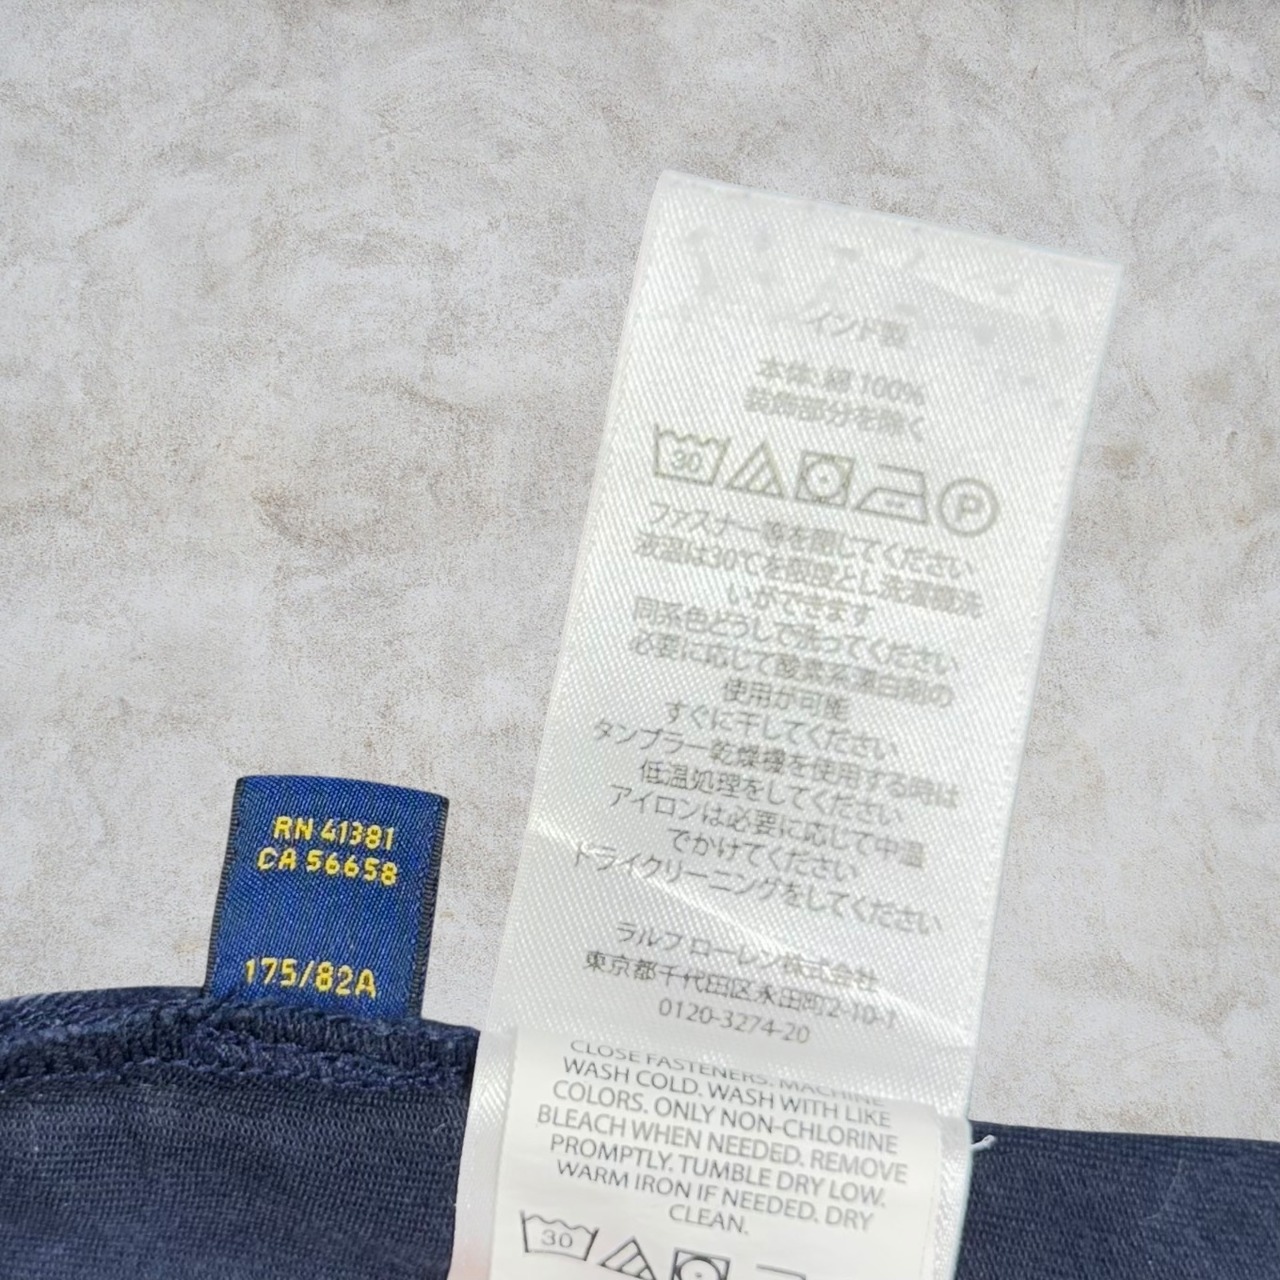 RN 41381
CA 56658
175/82A
インド製
本体: 綿 100%
装飾部分を除く
30
P
ファスナー等を閉じてください
液温は30℃を限度とし洗濯機洗
いができます
同系色どうしで洗ってください
必要に応じて酸素系漂白剤の
使用が可能
すぐに干してください
タンブラー乾燥機を使用する時は
低温処理をしてください
アイロンは必要に応じて中温
でかけてください
ドライクリーニングをしてください
ラルフ ローレン株式会社
東京都千代田区永田町2-10-1
0120-3274-20
CLOSE FASTENERS. MACHINE
WASH COLD. WASH WITH LIKE
COLORS. ONLY NON-CHLORINE
BLEACH WHEN NEEDED. REMOVE
PROMPTLY. TUMBLE DRY LOW.
WARM IRON IF NEEDED. DRY
CLEAN.
30